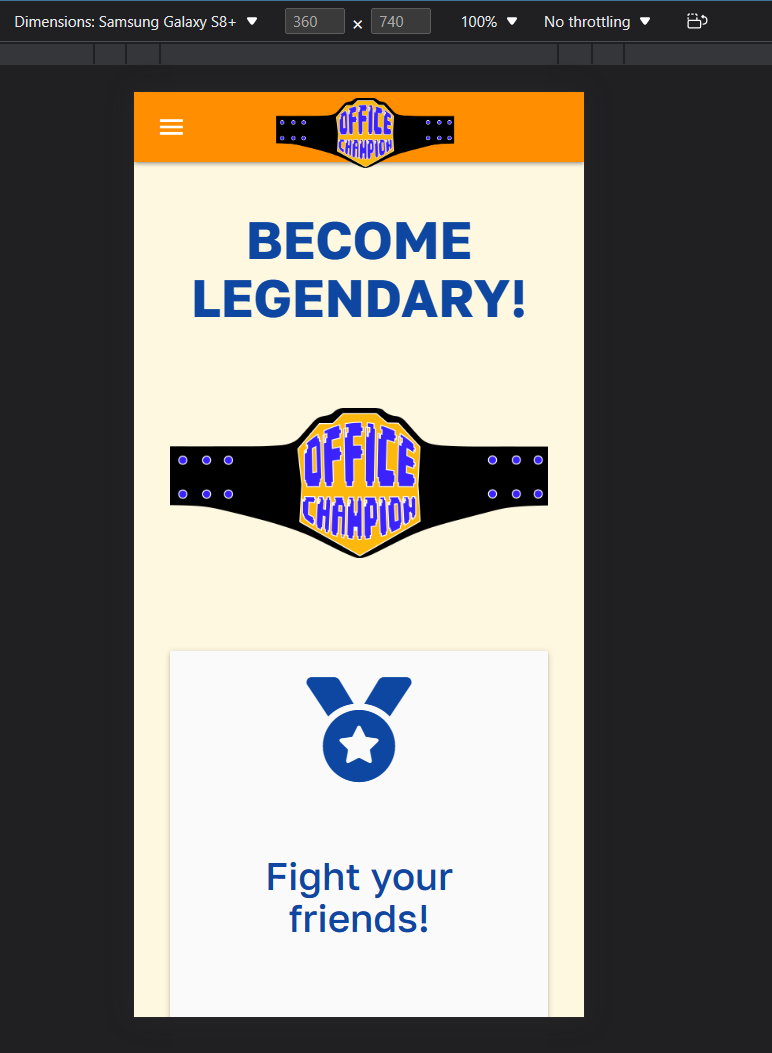 Dimensions: Samsung Galaxy S8+ 360 × 740 100% No throttling
OFFICE
CHAMPION
BECOME
LEGENDARY!
OFFICE
CHAMPION
Fight your
friends!